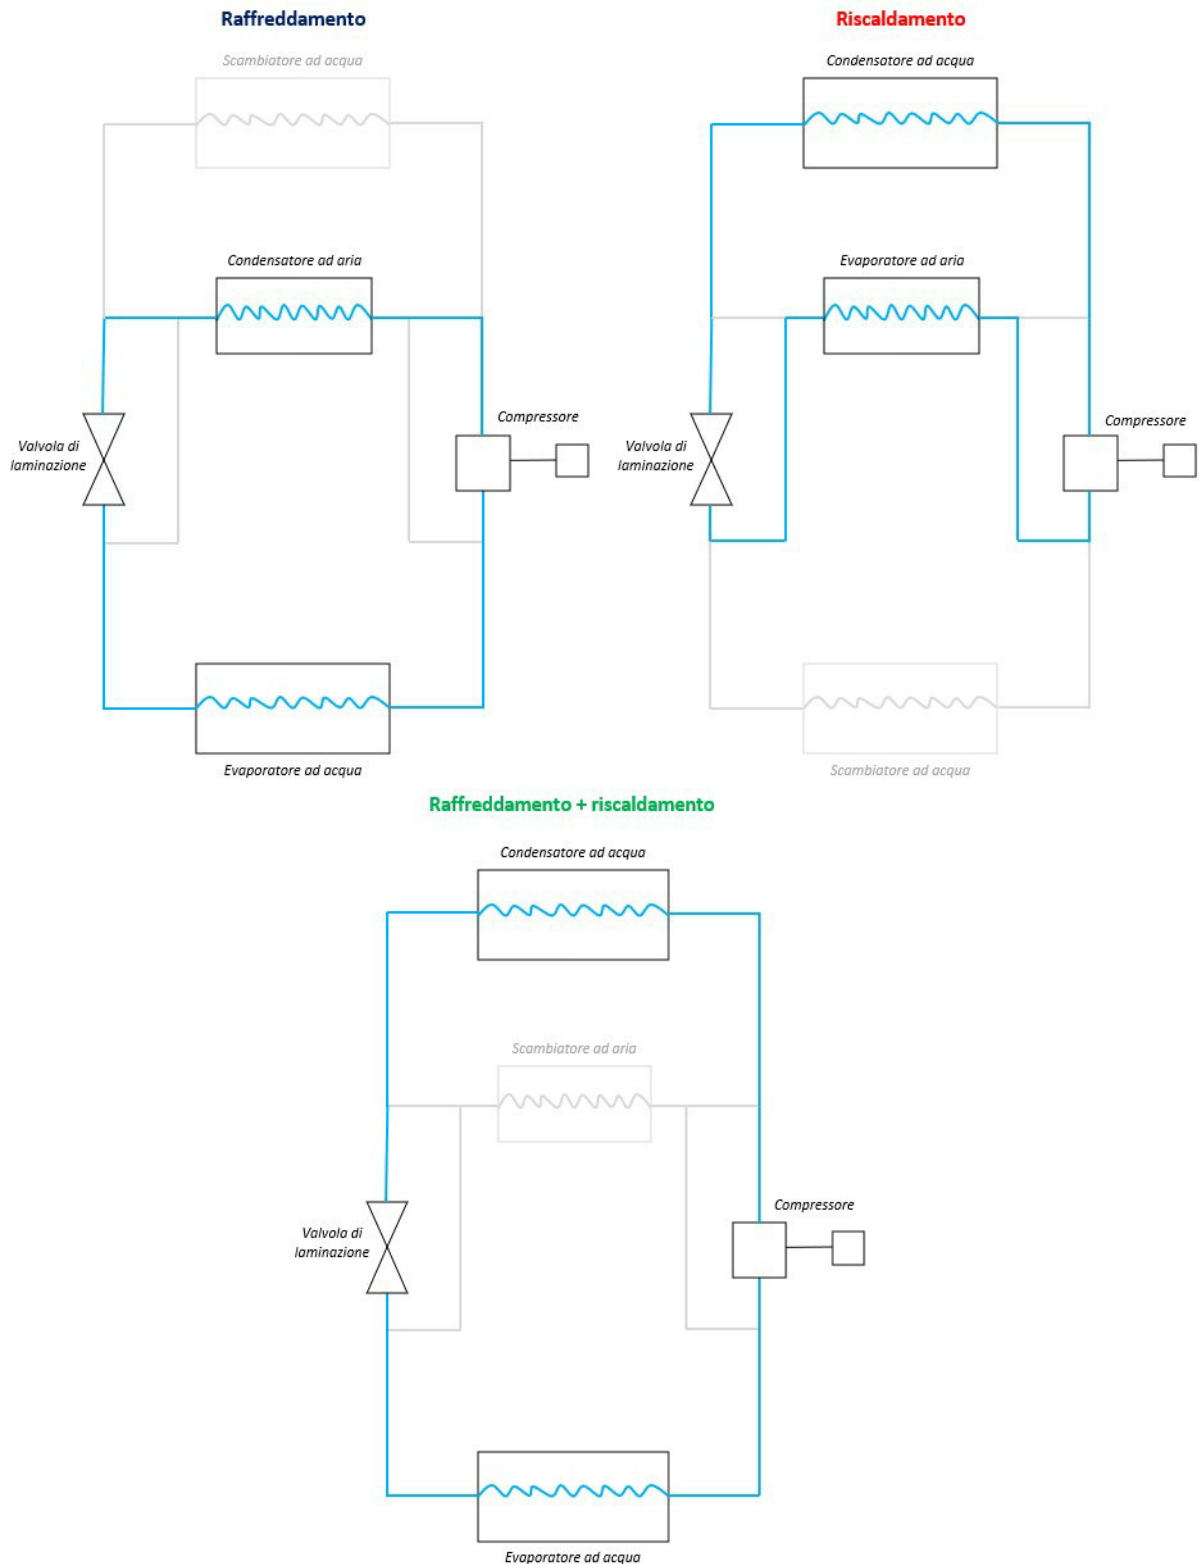 Raffreddamento
Scambiatore ad acqua
Condensatore ad aria
Compressore
Valvola di
laminazione
Evaporatore ad acqua
Riscaldamento
Condensatore ad acqua
Evaporatore ad aria
Compressore
Valvola di
laminazione
Scambiatore ad acqua
Raffreddamento + riscaldamento
Condensatore ad acqua
Scambiatore ad aria
Compressore
Valvola di
laminazione
Evaporatore ad acqua